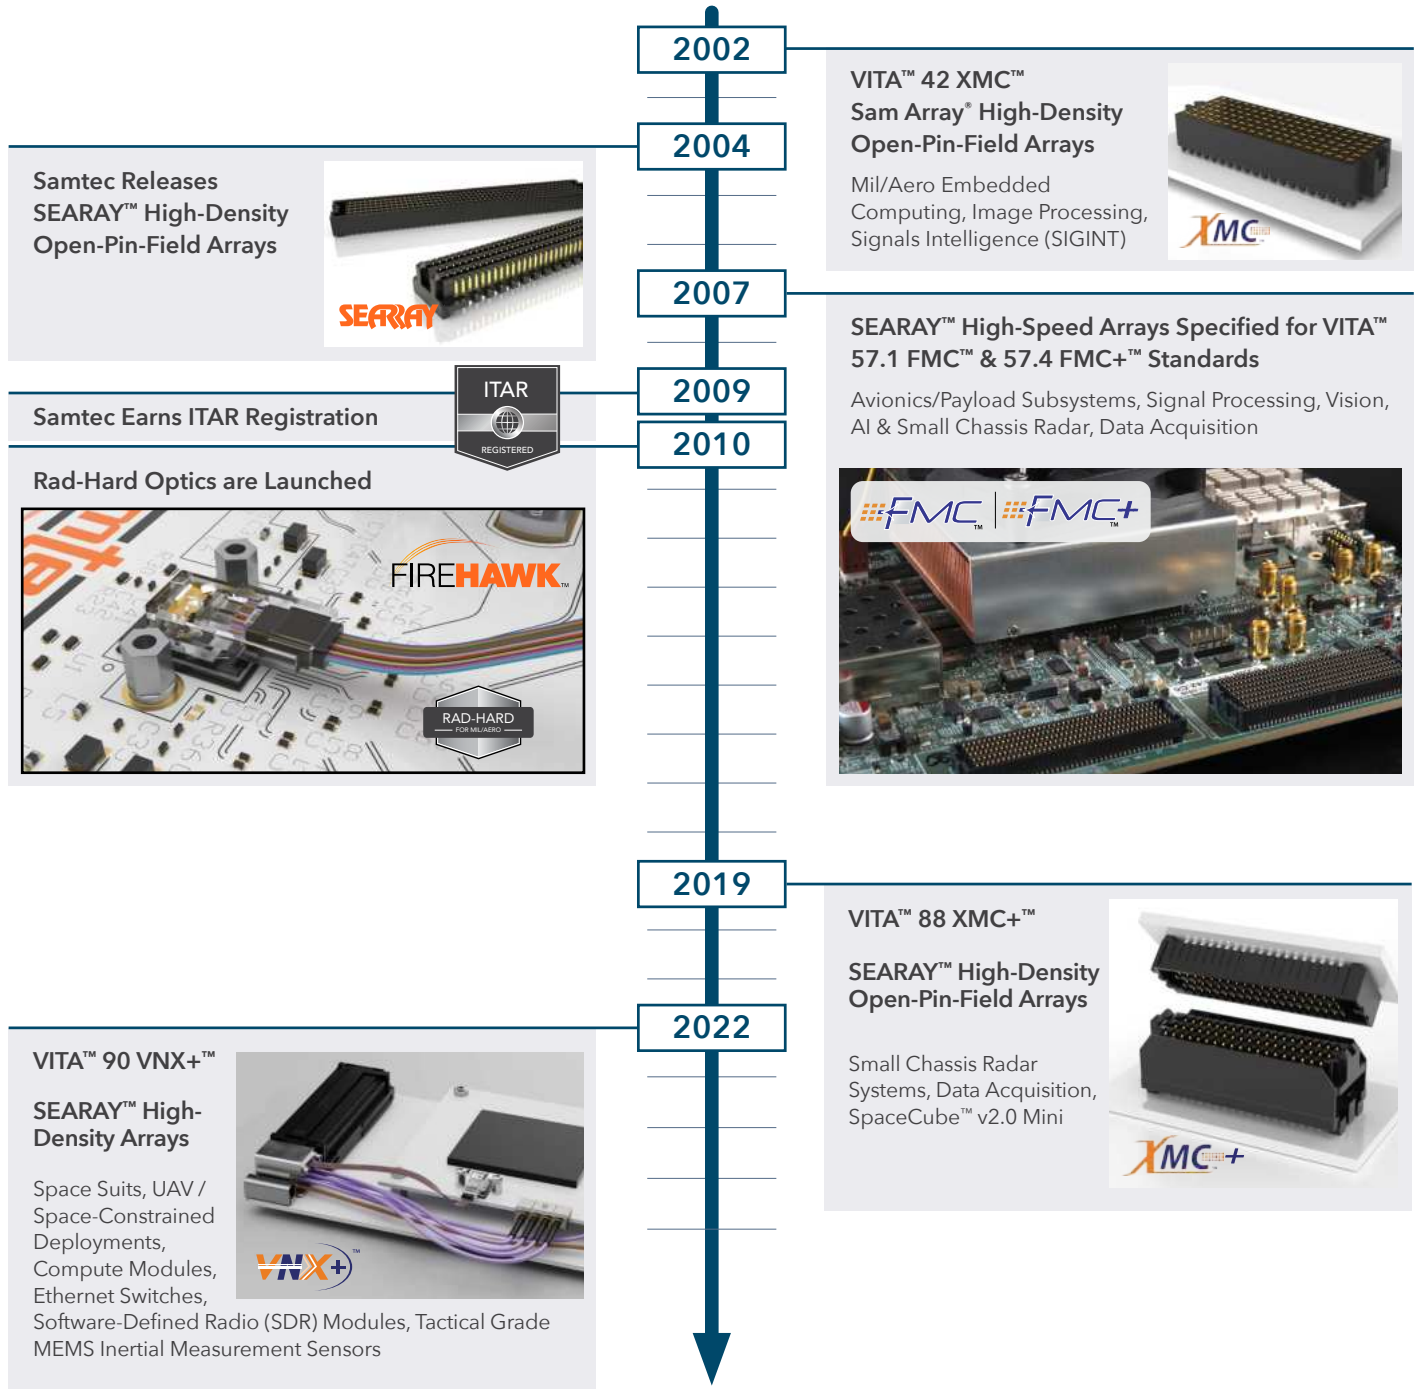 2002
VITA™ 42 XMC™
Sam Array® High-Density
Open-Pin-Field Arrays
Mil/Aero Embedded
Computing, Image Processing,
Signals Intelligence (SIGINT)
XMC
2004
Samtec Releases
SEARAY™ High-Density
Open-Pin-Field Arrays
SEARAY
2007
SEARAY™ High-Speed Arrays Specified for VITA™
57.1 FMC™ & 57.4 FMC+™ Standards
Avionics/Payload Subsystems, Signal Processing, Vision,
AI & Small Chassis Radar, Data Acquisition
FMC™ FMC+™
2009
Samtec Earns ITAR Registration
ITAR
REGISTERED
2010
Rad-Hard Optics are Launched
FIREHAWK™
RAD-HARD
FOR MIL/AERO
2019
VITA™ 88 XMC+™
SEARAY™ High-Density
Open-Pin-Field Arrays
Small Chassis Radar
Systems, Data Acquisition,
SpaceCube™ v2.0 Mini
XMC+
2022
VITA™ 90 VNX+™
SEARAY™ High-
Density Arrays
Space Suits, UAV /
Space-Constrained
Deployments,
Compute Modules,
Ethernet Switches,
Software-Defined Radio (SDR) Modules, Tactical Grade
MEMS Inertial Measurement Sensors
VNX+™